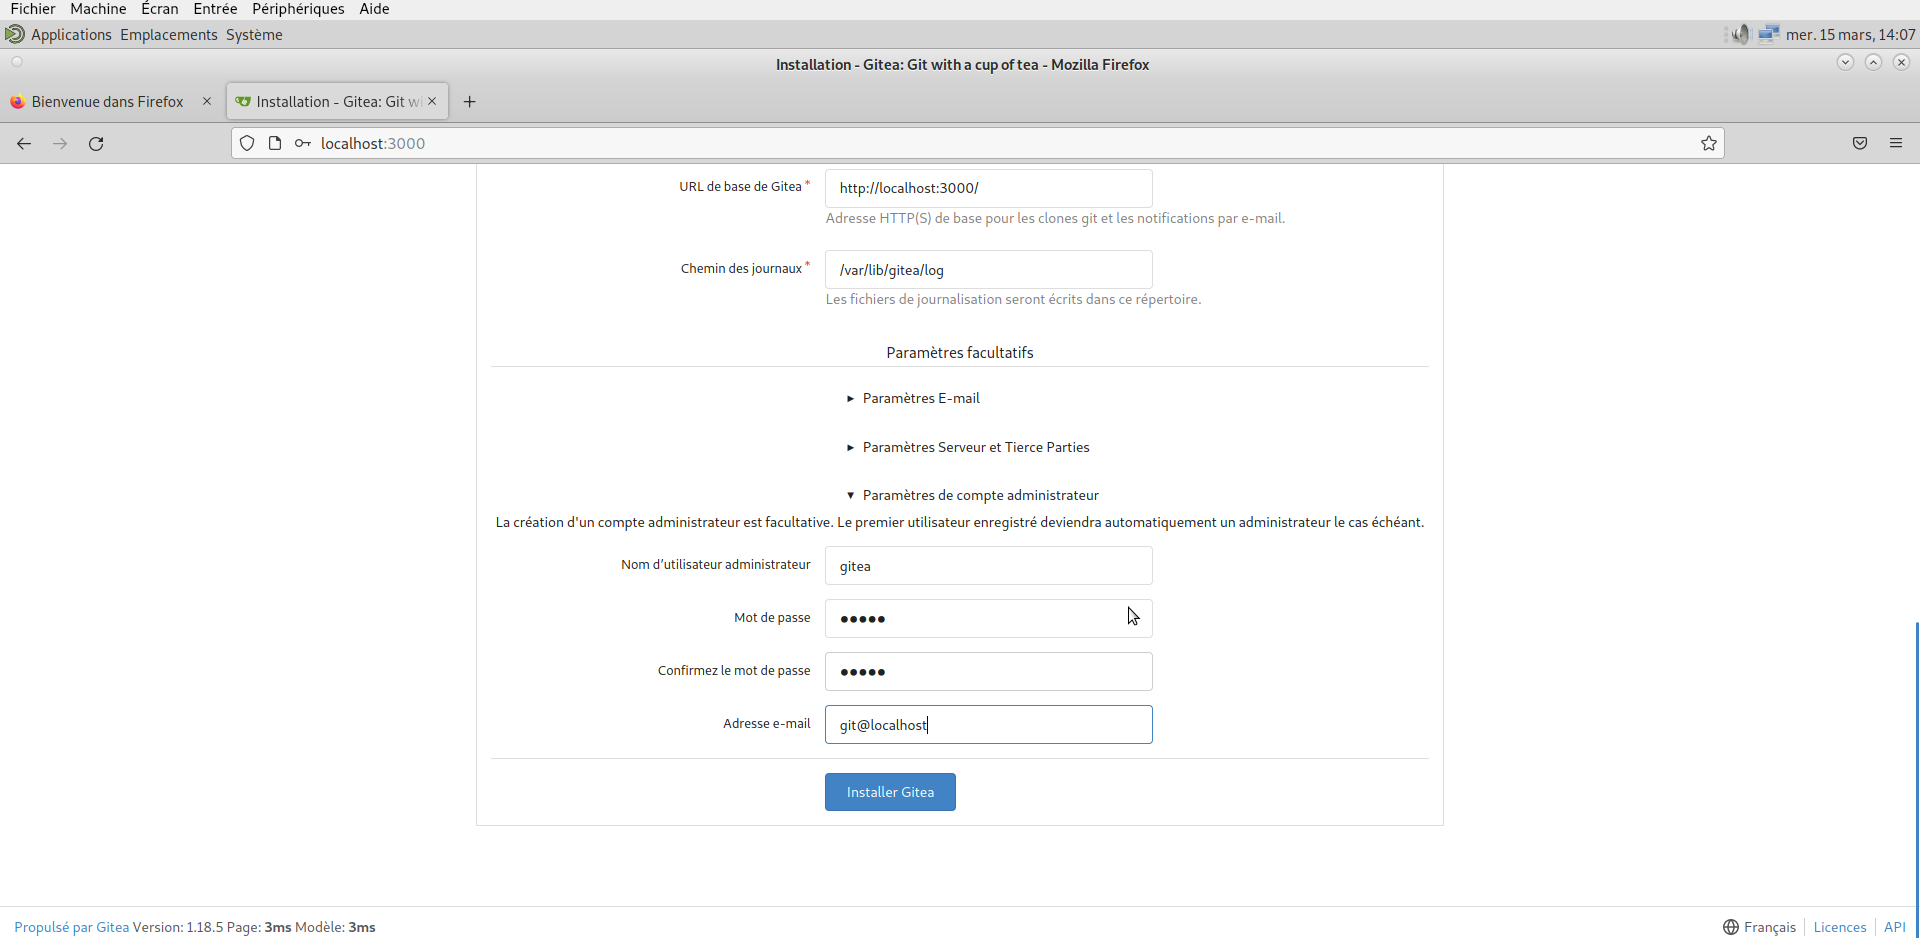 Fichier Machine Écran Entrée Périphériques Aide
Applications Emplacements Système mer. 15 mars, 14:07
Installation - Gitea: Git with a cup of tea - Mozilla Firefox
Bienvenue dans Firefox Installation - Gitea: Git wi
localhost:3000
URL de base de Gitea * http://localhost:3000/
Adresse HTTP(S) de base pour les clones git et les notifications par e-mail.
Chemin des journaux * /var/lib/gitea/log
Les fichiers de journalisation seront écrits dans ce répertoire.
Paramètres facultatifs
Paramètres E-mail
Paramètres Serveur et Tierce Parties
Paramètres de compte administrateur
La création d'un compte administrateur est facultative. Le premier utilisateur enregistré deviendra automatiquement un administrateur le cas échéant.
Nom d’utilisateur administrateur gitea
Mot de passe ●●●●●
Confirmez le mot de passe ●●●●●
Adresse e-mail git@localhost
Installer Gitea
Propulsé par Gitea Version: 1.18.5 Page: 3ms Modèle: 3ms Français Licences API